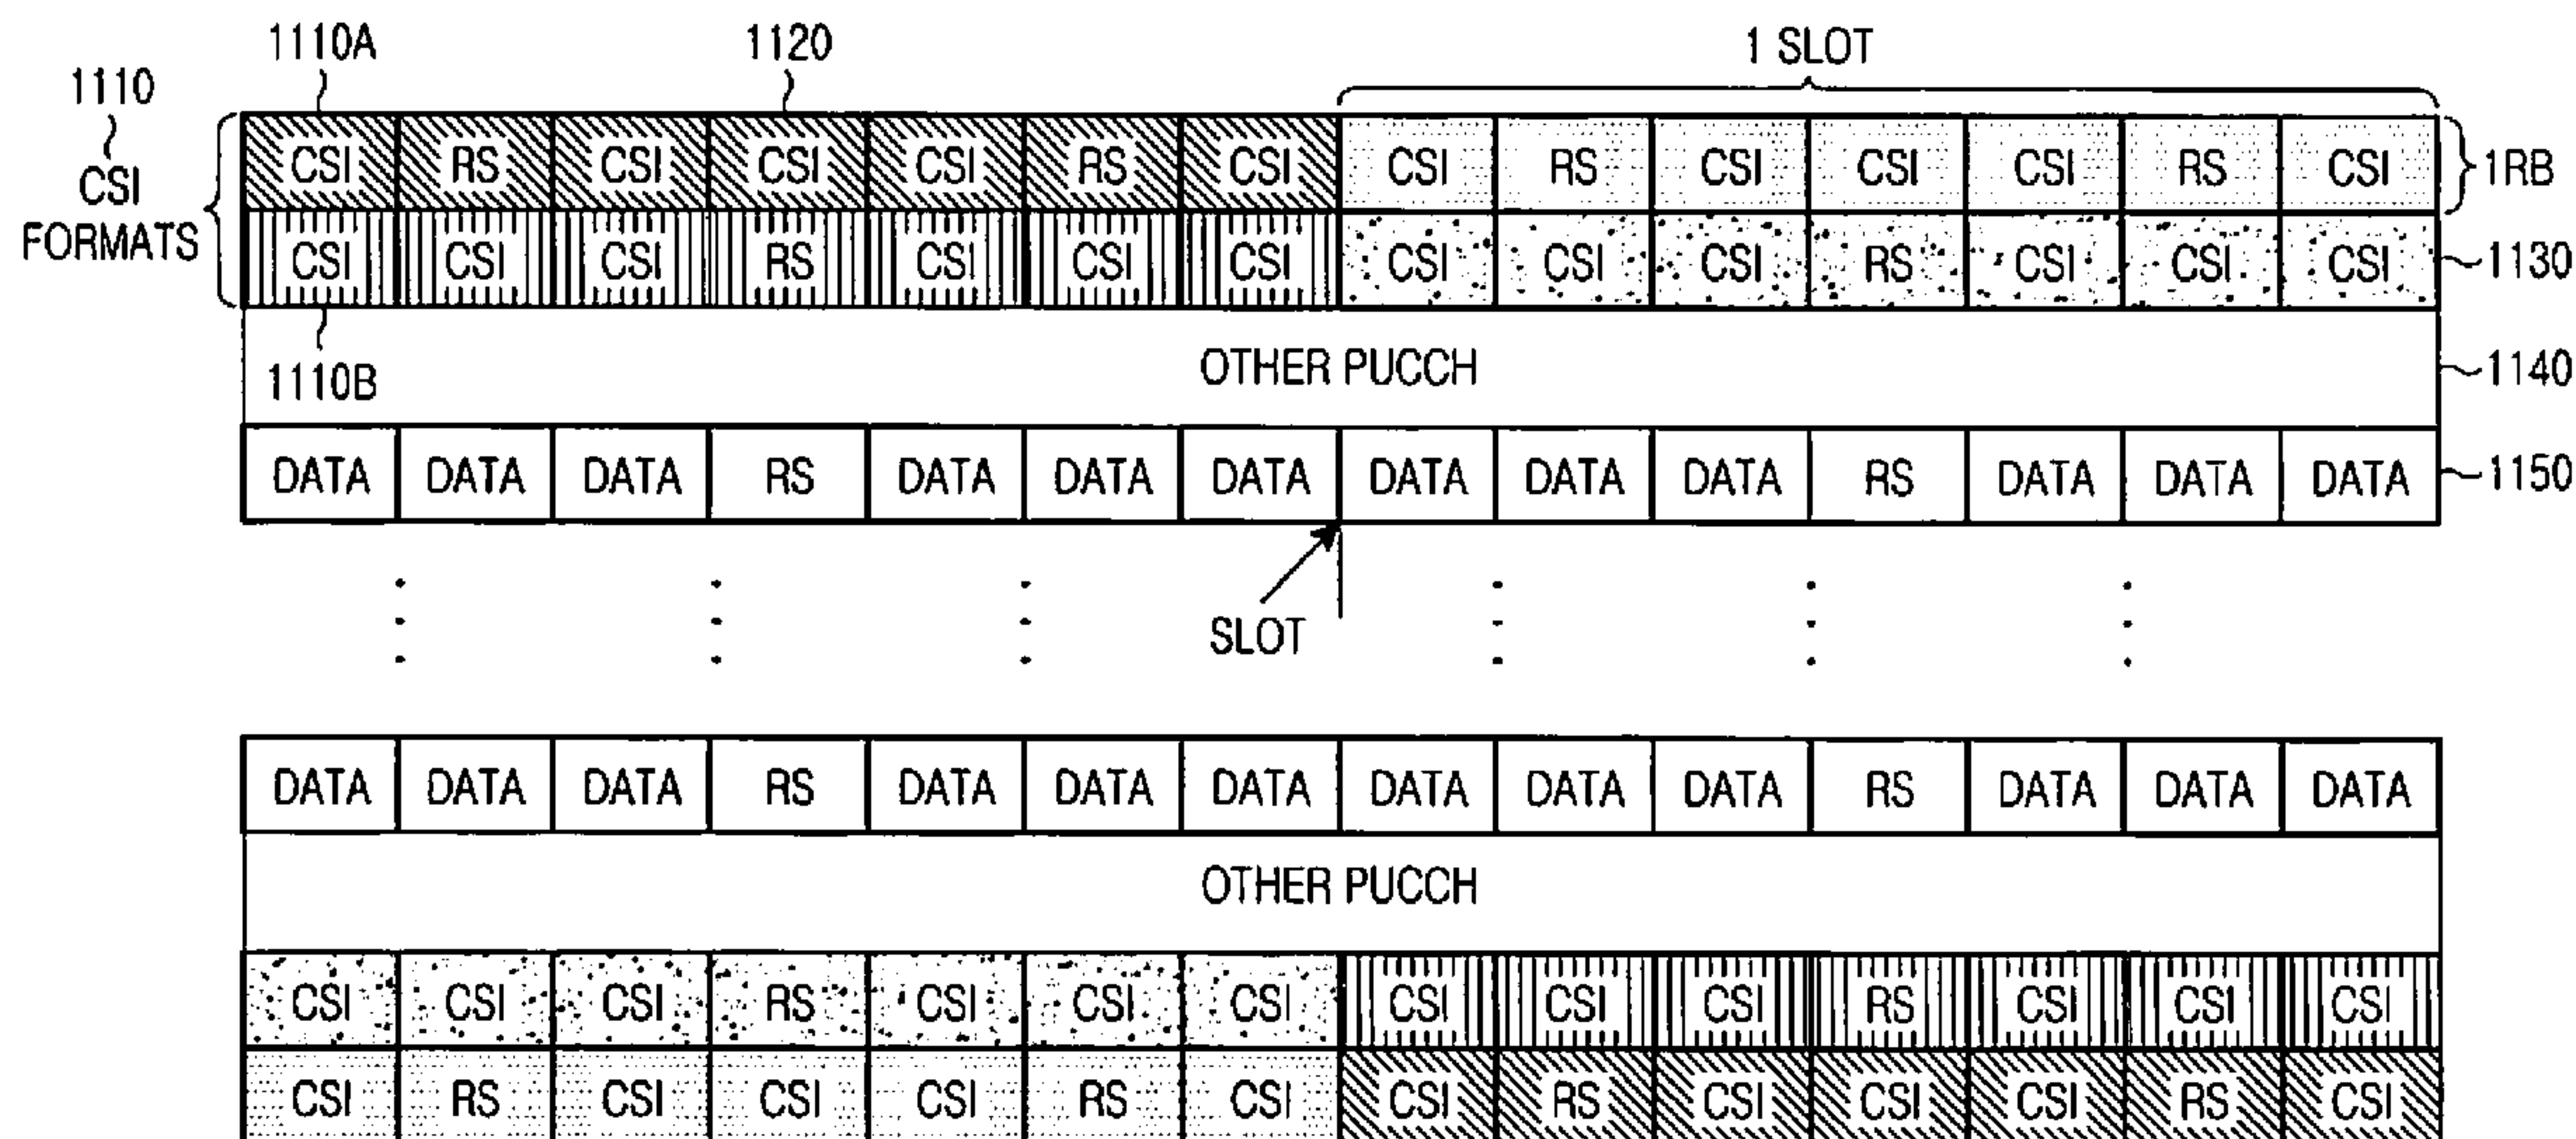 1110A 1120 1 SLOT
1110
CSI
FORMATS
CSI RS CSI CSI CSI RS CSI CSI RS CSI CSI CSI RS CSI 1RB
CSI CSI CSI RS CSI CSI CSI CSI CSI CSI RS CSI CSI CSI 1130
1110B OTHER PUCCH 1140
DATA DATA DATA RS DATA DATA DATA DATA DATA DATA RS DATA DATA DATA 1150
SLOT
DATA DATA DATA RS DATA DATA DATA DATA DATA DATA RS DATA DATA DATA
OTHER PUCCH
CSI CSI CSI RS CSI CSI CSI CSI CSI CSI RS CSI CSI CSI
CSI RS CSI CSI CSI RS CSI CSI RS CSI CSI CSI RS CSI